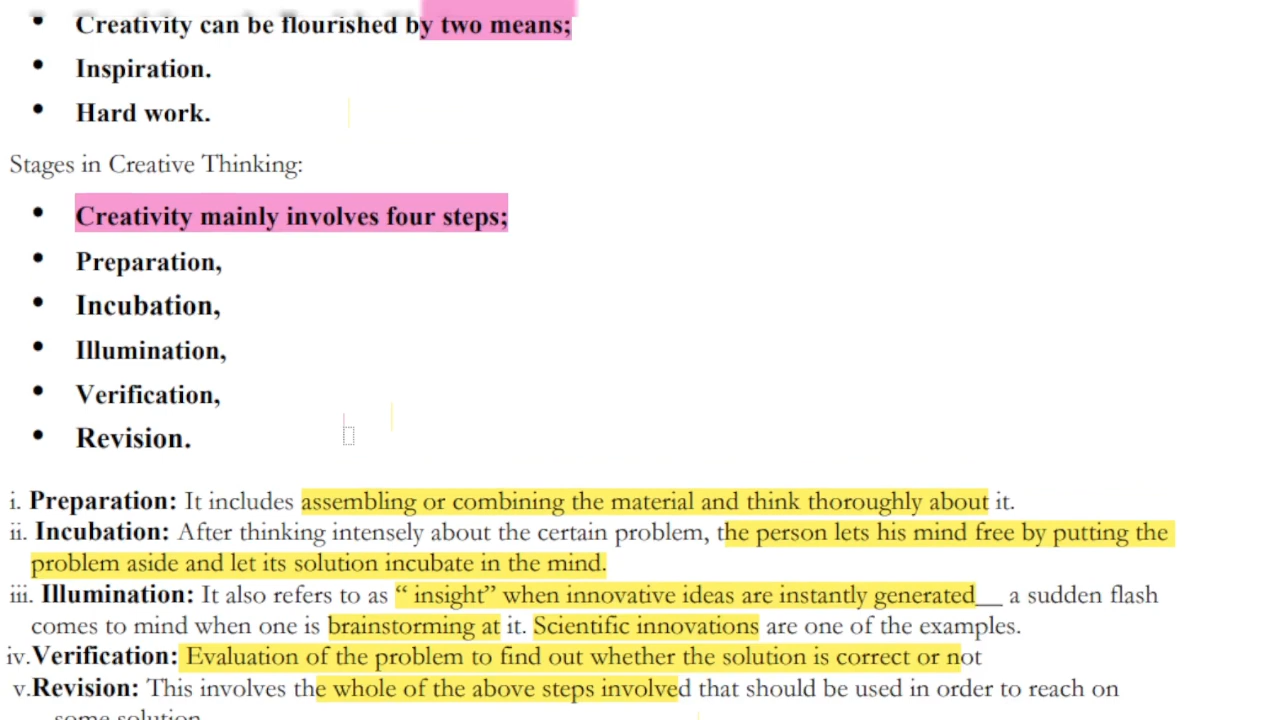 • Creativity can be flourished by two means;
• Inspiration.
• Hard work.
Stages in Creative Thinking:
• Creativity mainly involves four steps;
• Preparation,
• Incubation,
• Illumination,
• Verification,
• Revision.
i. Preparation: It includes assembling or combining the material and think thoroughly about it.
ii. Incubation: After thinking intensely about the certain problem, the person lets his mind free by putting the
problem aside and let its solution incubate in the mind.
iii. Illumination: It also refers to as “ insight” when innovative ideas are instantly generated__ a sudden flash
comes to mind when one is brainstorming at it. Scientific innovations are one of the examples.
iv.Verification: Evaluation of the problem to find out whether the solution is correct or not
v.Revision: This involves the whole of the above steps involved that should be used in order to reach on
some solution